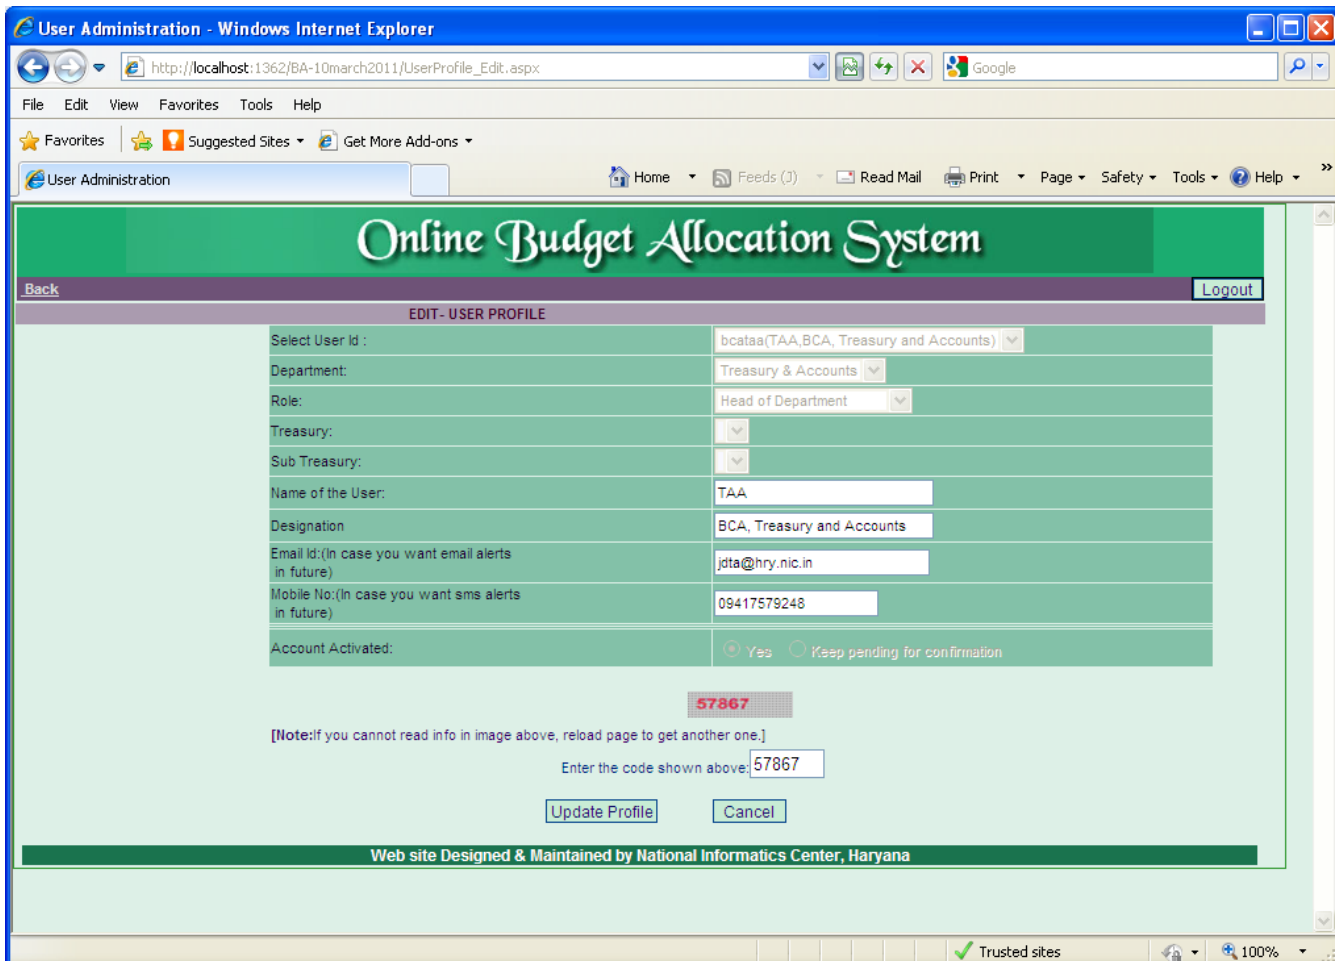 User Administration - Windows Internet Explorer
http://localhost:1362/BA-10march2011/UserProfile_Edit.aspx
Google
File Edit View Favorites Tools Help
Favorites Suggested Sites Get More Add-ons
User Administration Home Feeds (J) Read Mail Print Page Safety Tools Help »
Online Budget Allocation System
Back Logout
EDIT- USER PROFILE
Select User Id : bcataa(TAA,BCA, Treasury and Accounts)
Department: Treasury & Accounts
Role: Head of Department
Treasury:
Sub Treasury:
Name of the User: TAA
Designation BCA, Treasury and Accounts
Email Id:(In case you want email alerts
in future) jdta@hry.nic.in
Mobile No:(In case you want sms alerts
in future) 09417579248
Account Activated: Yes Keep pending for confirmation
57867
[Note:If you cannot read info in image above, reload page to get another one.]
Enter the code shown above: 57867
Update Profile Cancel
Web site Designed & Maintained by National Informatics Center, Haryana
Trusted sites 100%